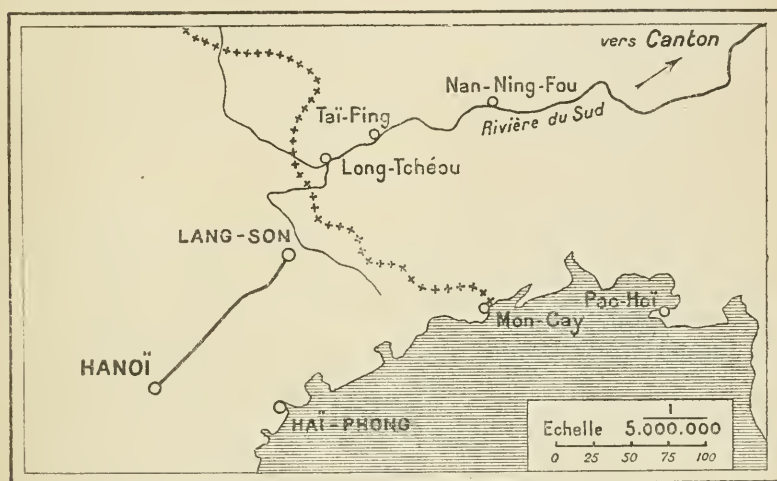 vers Canton
Nan-Ning-Fou
Taï-Ping
Rivière du Sud
Long-Tchéou
LANG-SON
Pac-Hoï
Mon-Cay
HANOÏ
HAÏ-PHONG
Echelle 1
5.000.000
0 25 50 75 100